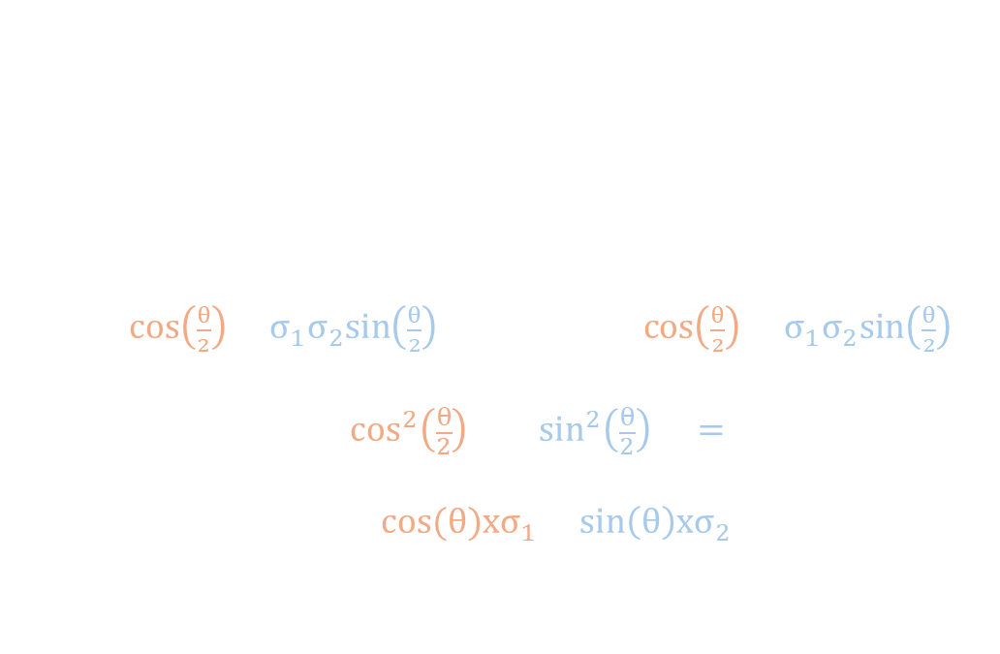 cos(θ/2) σ₁σ₂sin(θ/2) cos(θ/2) σ₁σ₂sin(θ/2)
cos²(θ/2) sin²(θ/2) =
cos(θ)xσ₁ sin(θ)xσ₂